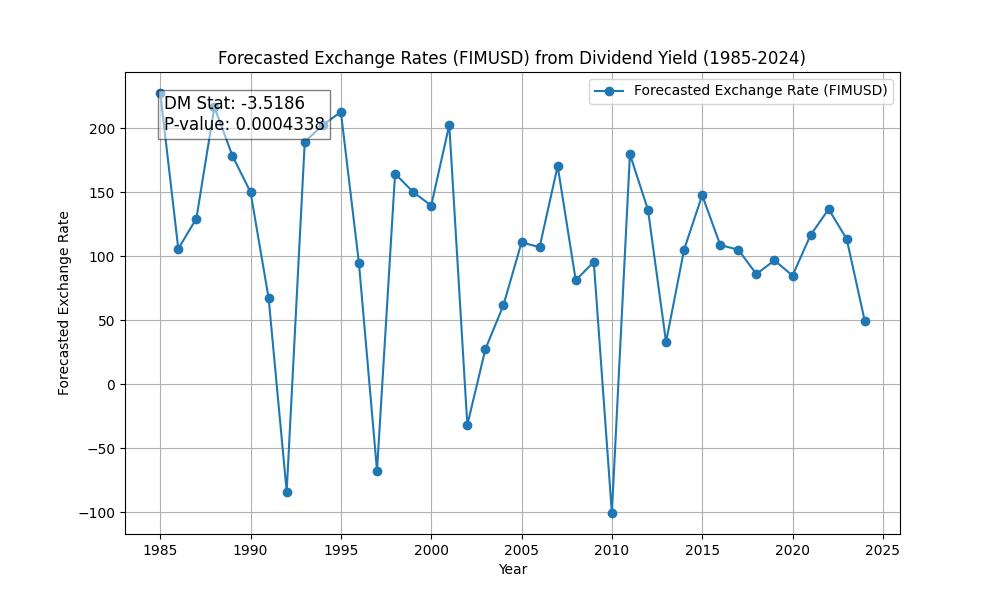 Forecasted Exchange Rates (FIMUSD) from Dividend Yield (1985-2024)
DM Stat: -3.5186
P-value: 0.0004338
Forecasted Exchange Rate (FIMUSD)
Forecasted Exchange Rate
200
150
100
50
0
−50
−100
1985 1990 1995 2000 2005 2010 2015 2020 2025
Year